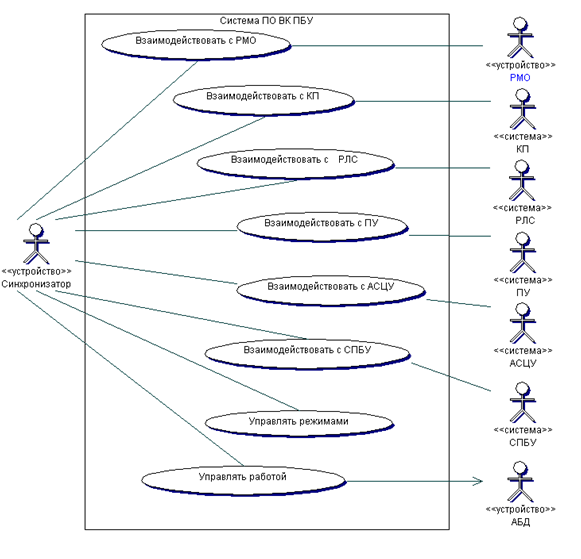 Система ПО ВК ПБУ
Взаимодействовать с РМО
<<устройство>>
РМО
Взаимодействовать с КП
<<система>>
КП
Взаимодействовать с РЛС
<<система>>
РЛС
Взаимодействовать с ПУ
<<система>>
ПУ
<<устройство>>
Синхронизатор
Взаимодействовать с АСЦУ
<<система>>
АСЦУ
Взаимодействовать с СПБУ
<<система>>
СПБУ
Управлять режимами
Управлять работой
<<устройство>>
АБД